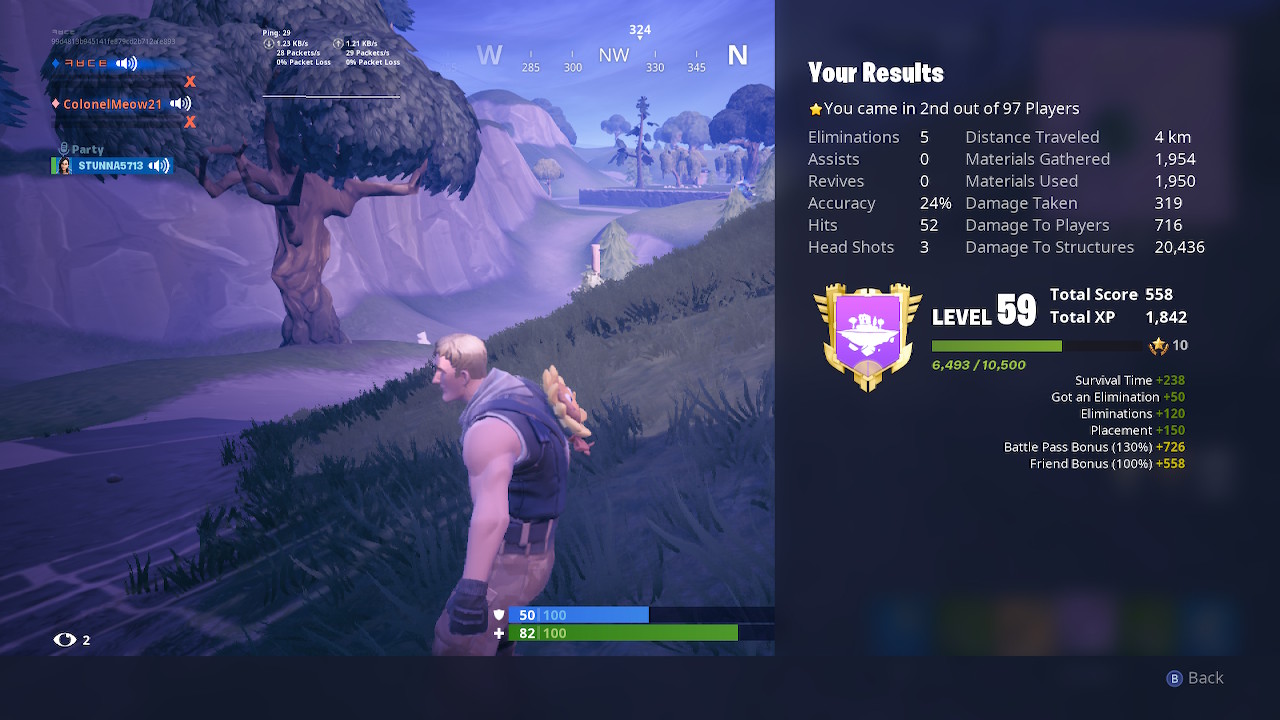 Ping: 29
1.23 KB/s 1.21 KB/s
28 Packets/s 29 Packets/s
0% Packet Loss 0% Packet Loss
324
W 285 300 NW 330 345 N
X
ColonelMeow21
X
Party
STUNNA5713
50 | 100
82 | 100
2
Your Results
You came in 2nd out of 97 Players
Eliminations 5 Distance Traveled 4 km
Assists 0 Materials Gathered 1,954
Revives 0 Materials Used 1,950
Accuracy 24% Damage Taken 319
Hits 52 Damage To Players 716
Head Shots 3 Damage To Structures 20,436
LEVEL 59
Total Score 558
Total XP 1,842
10
6,493 / 10,500
Survival Time +238
Got an Elimination +50
Eliminations +120
Placement +150
Battle Pass Bonus (130%) +726
Friend Bonus (100%) +558
B Back